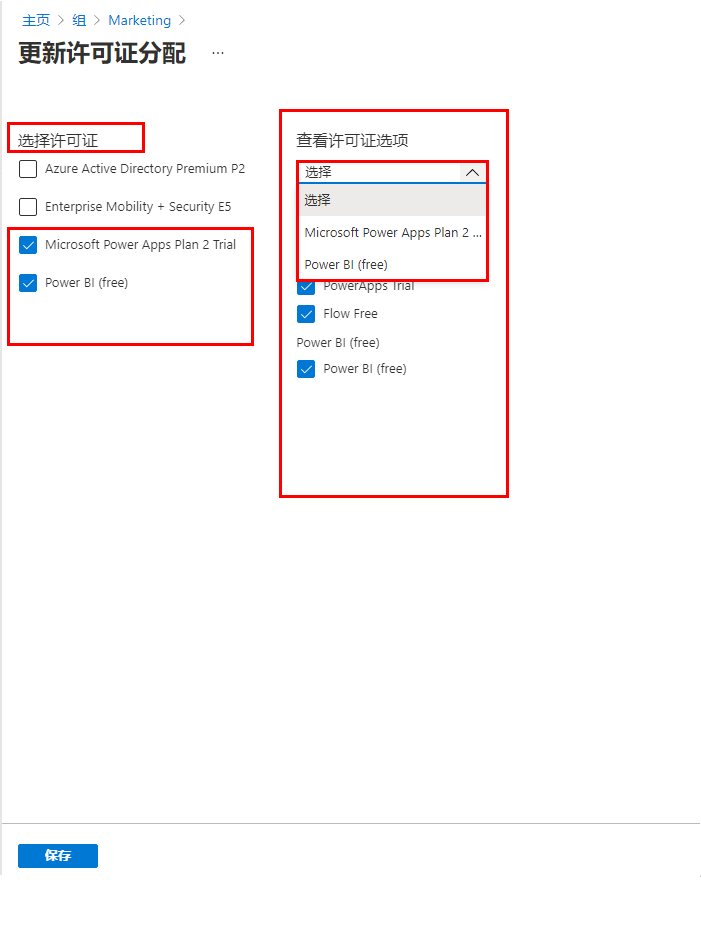 主页 > 组 > Marketing >
更新许可证分配 ...
选择许可证
Azure Active Directory Premium P2
Enterprise Mobility + Security E5
Microsoft Power Apps Plan 2 Trial
Power BI (free)
查看许可证选项
选择
选择
Microsoft Power Apps Plan 2 ...
Power BI (free)
PowerApps Trial
Flow Free
Power BI (free)
Power BI (free)
保存